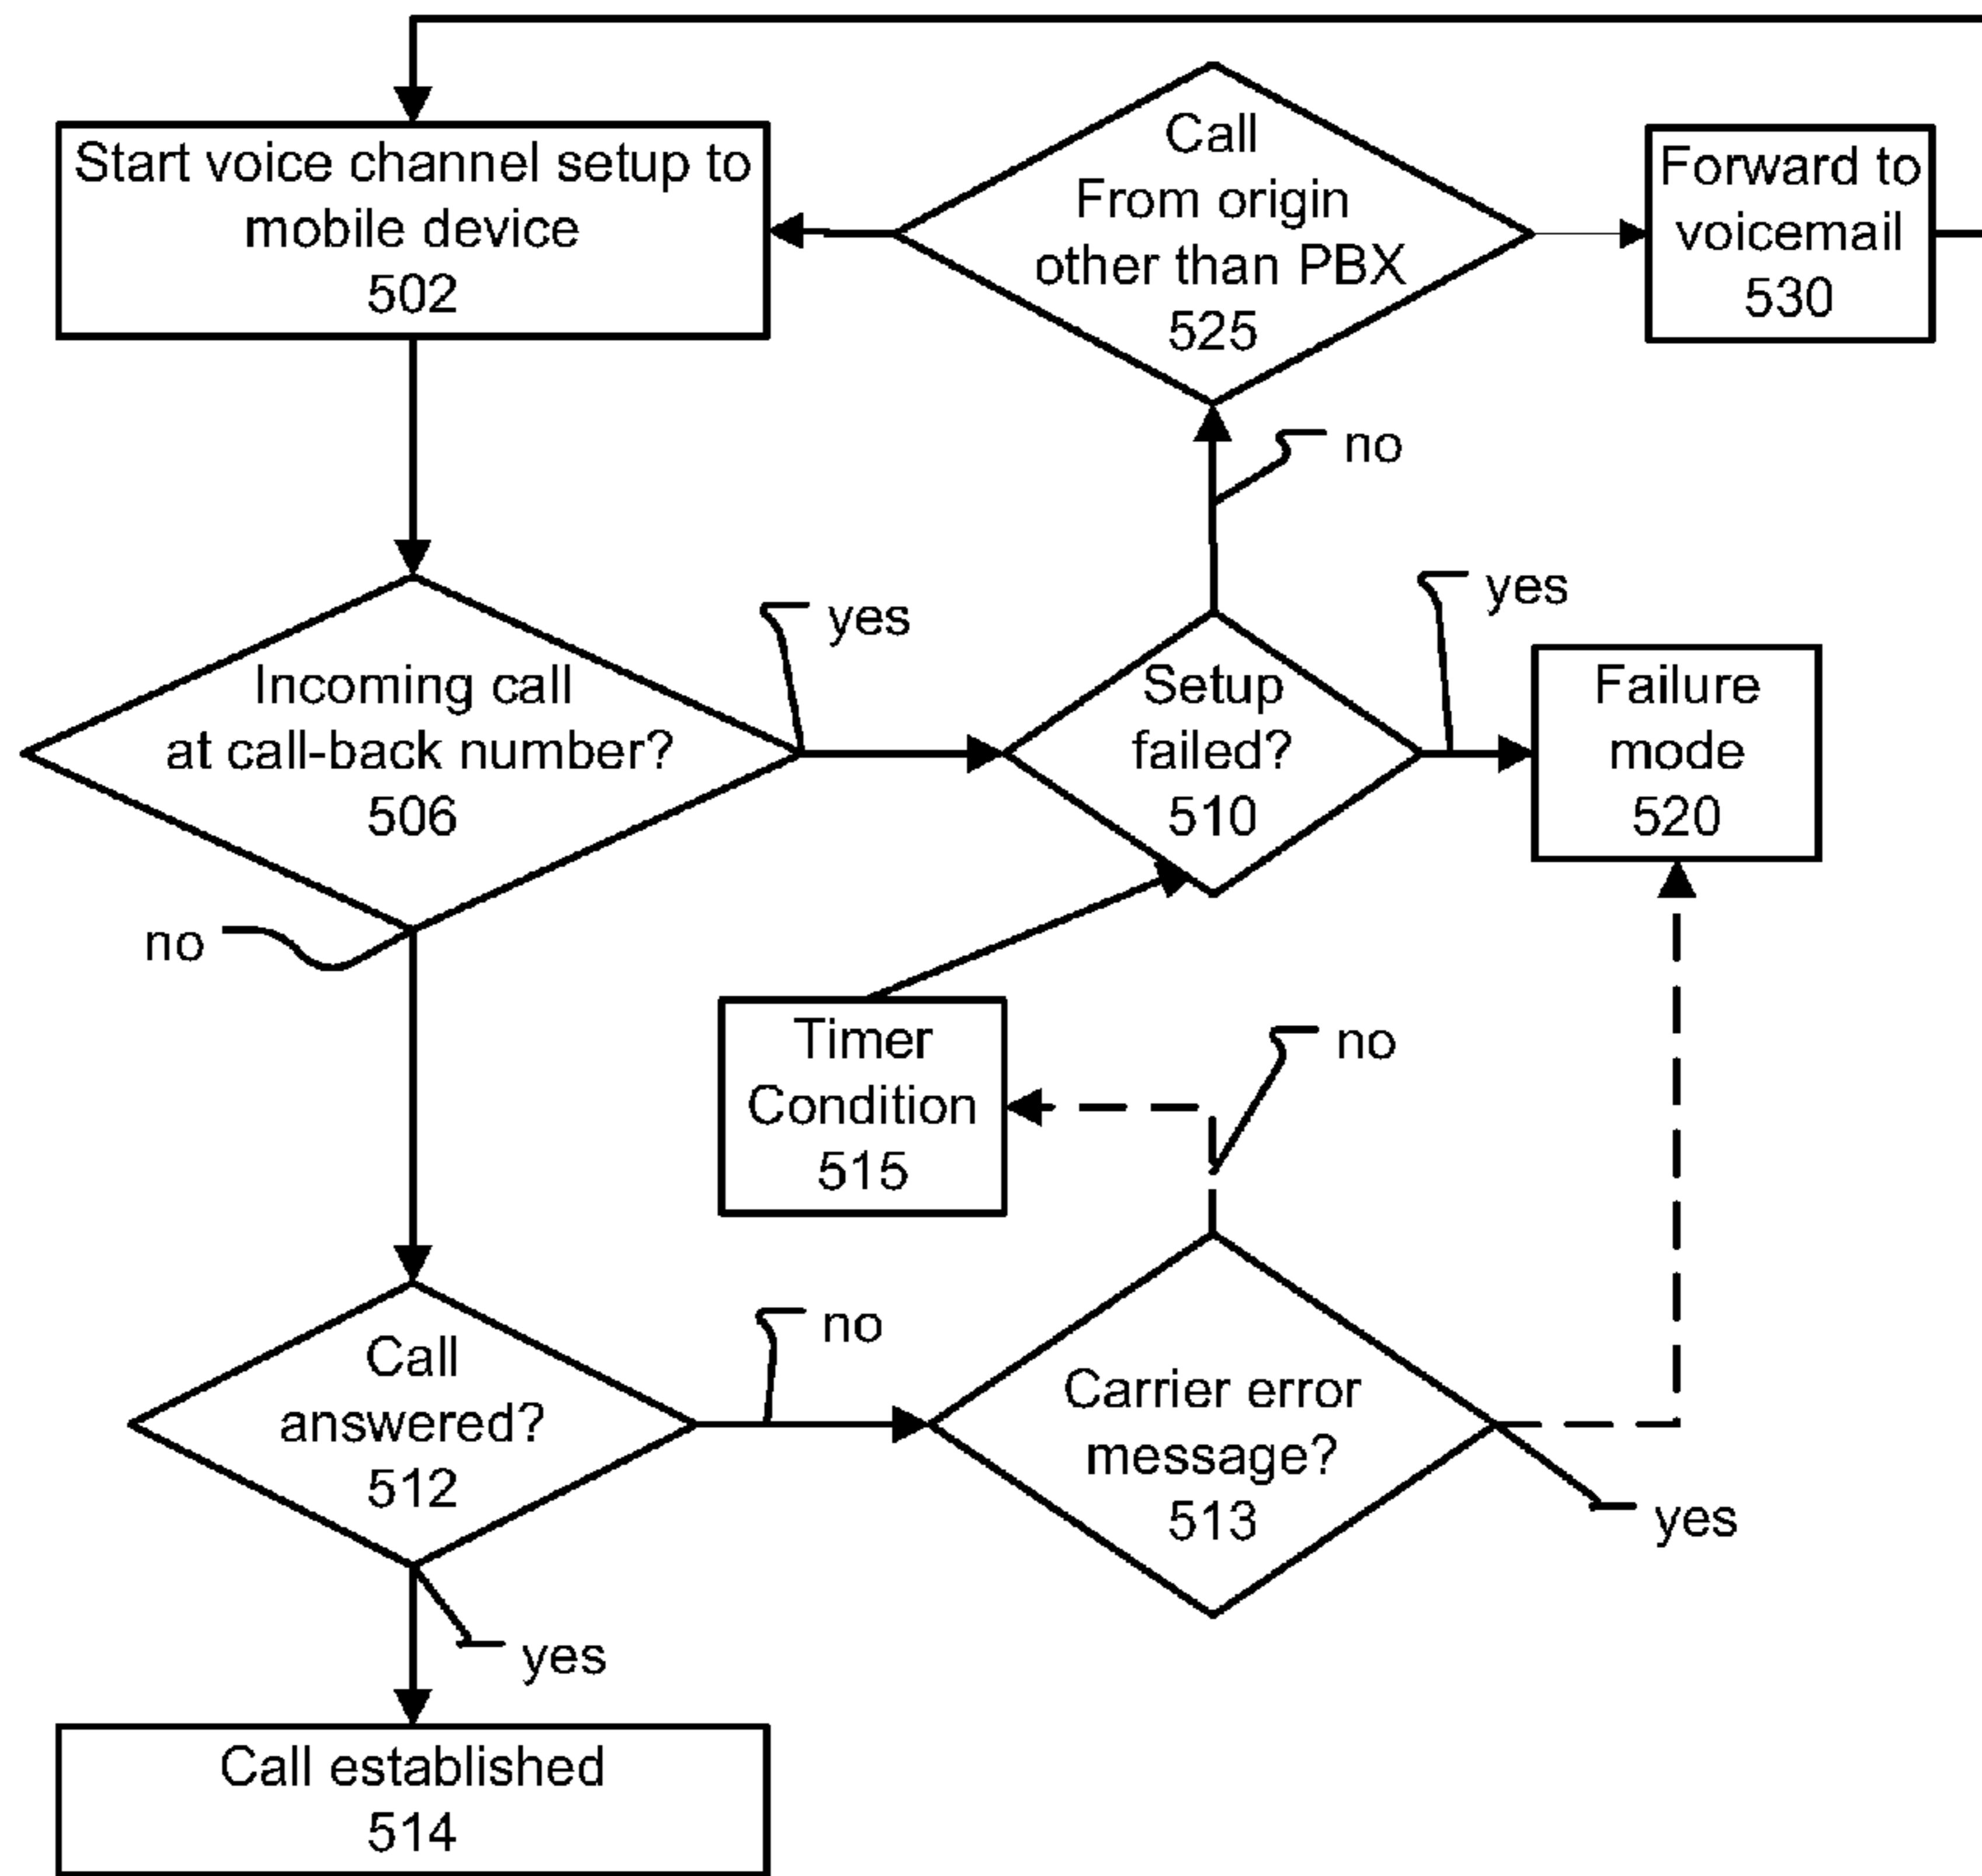 Start voice channel setup to
mobile device
502
Call
From origin
other than PBX
525
Forward to
voicemail
530
no
yes
yes
Incoming call
at call-back number?
506
Setup
failed?
510
Failure
mode
520
no
Timer
Condition
515
no
Call
answered?
512
no
Carrier error
message?
513
yes
yes
Call established
514